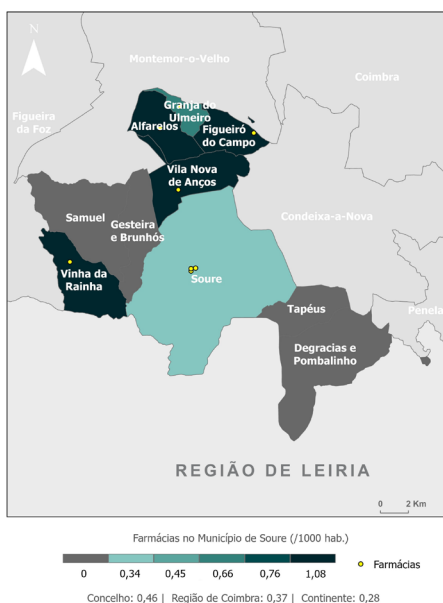 Montemor-o-Velho
Coimbra
Figueira
da Foz
Granja do
Ulmeiro
Alfarelos
Figueiró
do Campo
Vila Nova
de Anços
Samuel
Gesteira
e Brunhós
Condeixa-a-Nova
Vinha da
Rainha
Soure
Tapéus
Penela
Degracias e
Pombalinho
REGIÃO DE LEIRIA
0 2 Km
Farmácias no Município de Soure (/1000 hab.)
0 0,34 0,45 0,66 0,76 1,08
Farmácias
Concelho: 0,46 | Região de Coimbra: 0,37 | Continente: 0,28